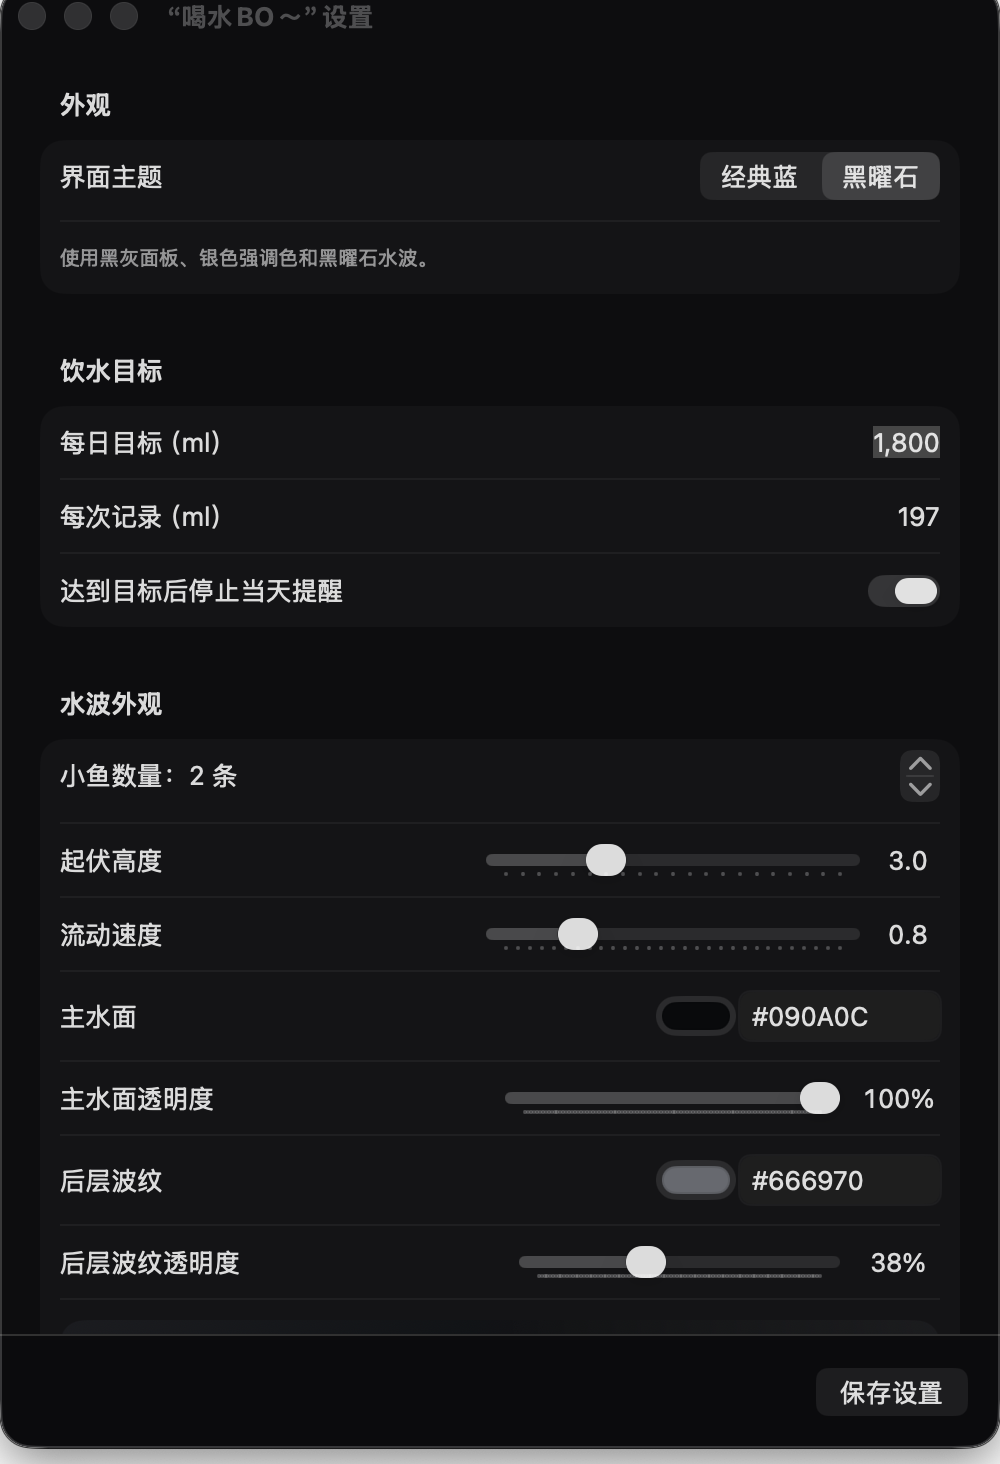 “喝水 BO～” 设置
外观
界面主题 经典蓝 黑曜石
使用黑灰面板、银色强调色和黑曜石水波。
饮水目标
每日目标 (ml) 1,800
每次记录 (ml) 197
达到目标后停止当天提醒
水波外观
小鱼数量：2 条
起伏高度 3.0
流动速度 0.8
主水面 #090A0C
主水面透明度 100%
后层波纹 #666970
后层波纹透明度 38%
保存设置